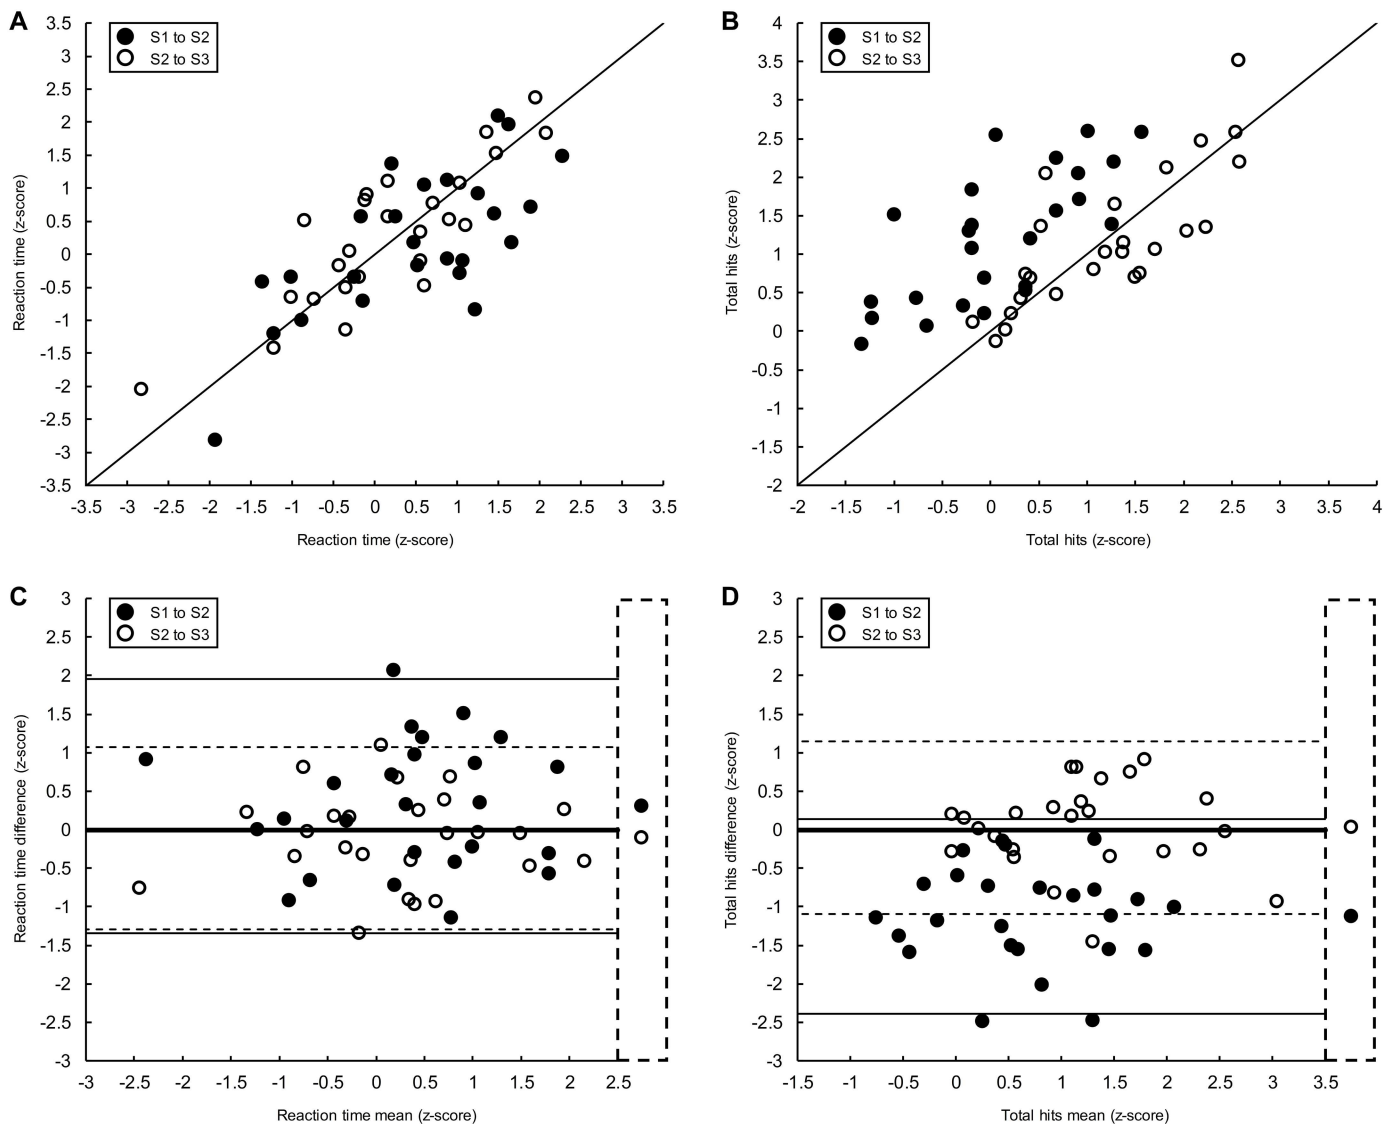 A
Reaction time (z-score)
3.5
3
2.5
2
1.5
1
0.5
0
-0.5
-1
-1.5
-2
-2.5
-3
-3.5
S1 to S2
S2 to S3
-3.5 -3 -2.5 -2 -1.5 -1 -0.5 0 0.5 1 1.5 2 2.5 3 3.5
Reaction time (z-score)
B
Total hits (z-score)
4
3.5
3
2.5
2
1.5
1
0.5
0
-0.5
-1
-1.5
-2
S1 to S2
S2 to S3
-2 -1.5 -1 -0.5 0 0.5 1 1.5 2 2.5 3 3.5 4
Total hits (z-score)
C
Reaction time difference (z-score)
3
2.5
2
1.5
1
0.5
0
-0.5
-1
-1.5
-2
-2.5
-3
S1 to S2
S2 to S3
-3 -2.5 -2 -1.5 -1 -0.5 0 0.5 1 1.5 2 2.5
Reaction time mean (z-score)
D
Total hits difference (z-score)
3
2.5
2
1.5
1
0.5
0
-0.5
-1
-1.5
-2
-2.5
-3
S1 to S2
S2 to S3
-1.5 -1 -0.5 0 0.5 1 1.5 2 2.5 3 3.5
Total hits mean (z-score)